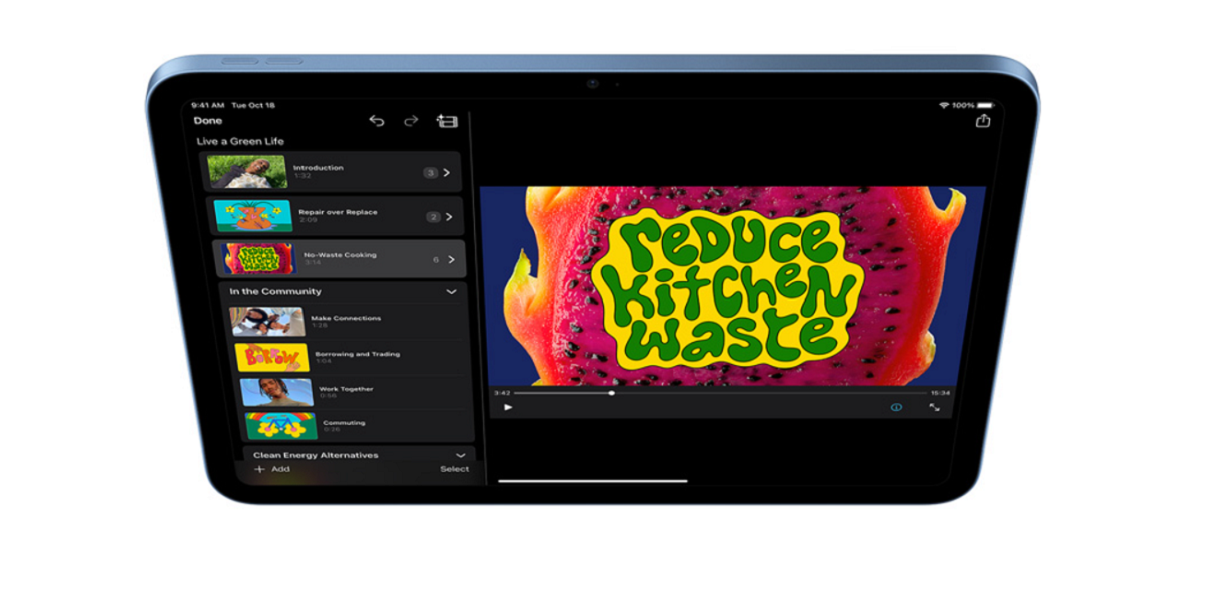 9:41 AM Tue Oct 18
100%
Done
Live a Green Life
Introduction
1:32
3
Repair over Replace
2:09
2
REDUCE
KITCHEN
No-Waste Cooking
3:14
6
In the Community
Make Connections
1:28
BORROW
Borrowing and Trading
1:04
Work Together
0:56
Commuting
0:26
Clean Energy Alternatives
+ Add
Select
reDUCe
KitCheN
waste
3:42
15:34